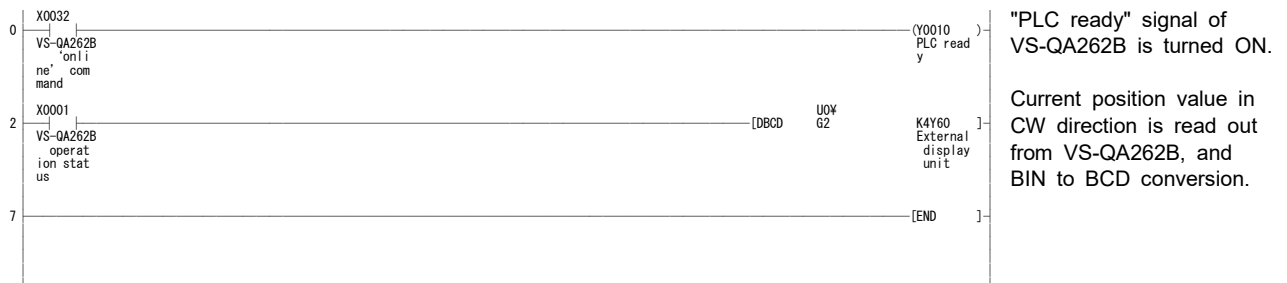 X0032
0
(Y0010 )
VS-QA262B
'onli
ne' com
mand
PLC read
y
"PLC ready" signal of
VS-QA262B is turned ON.
X0001
2
[DBCD U0¥
G2 K4Y60 ]
VS-QA262B
operat
ion stat
us
External
display
unit
Current position value in
CW direction is read out
from VS-QA262B, and
BIN to BCD conversion.
7
[END ]